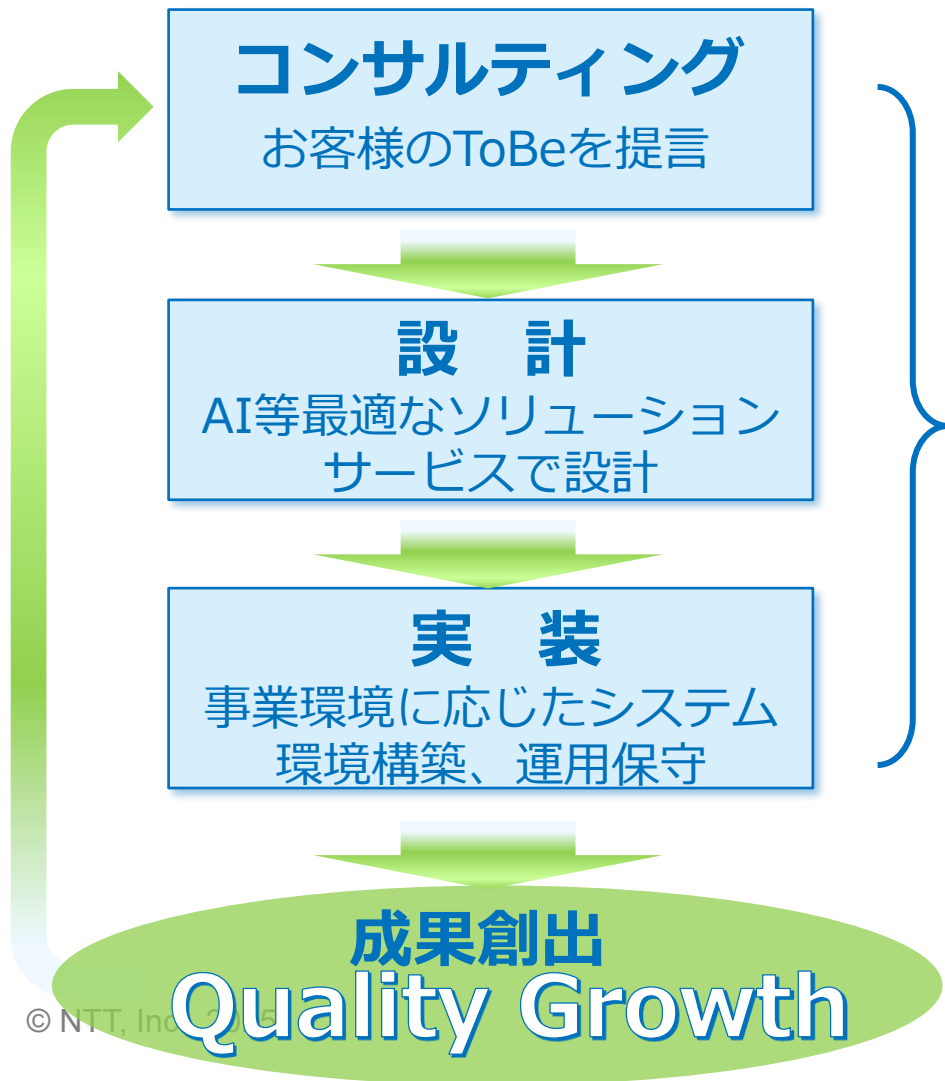 コンサルティング
お客様のToBeを提言
設　計
AI等最適なソリューション
サービスで設計
実　装
事業環境に応じたシステム
環境構築、運用保守
成果創出
Quality Growth
© NTT, Inc.